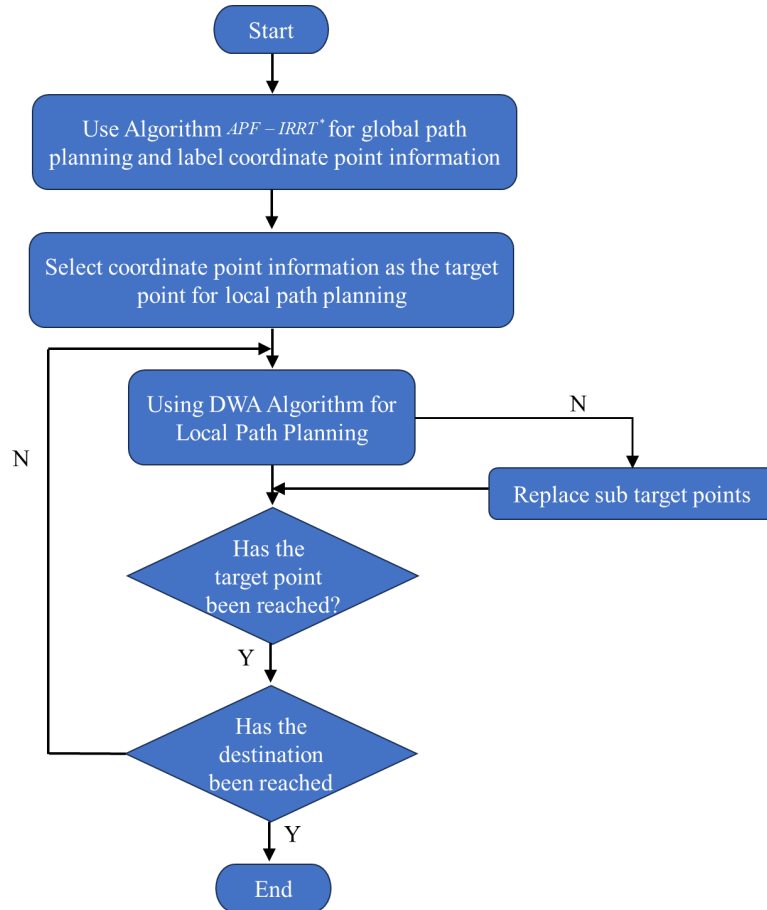 Start
Use Algorithm APF − IRRT* for global path
planning and label coordinate point information
Select coordinate point information as the target
point for local path planning
Using DWA Algorithm for
Local Path Planning
N
N
Replace sub target points
Has the
target point
been reached?
Y
Has the
destination
been reached
Y
End